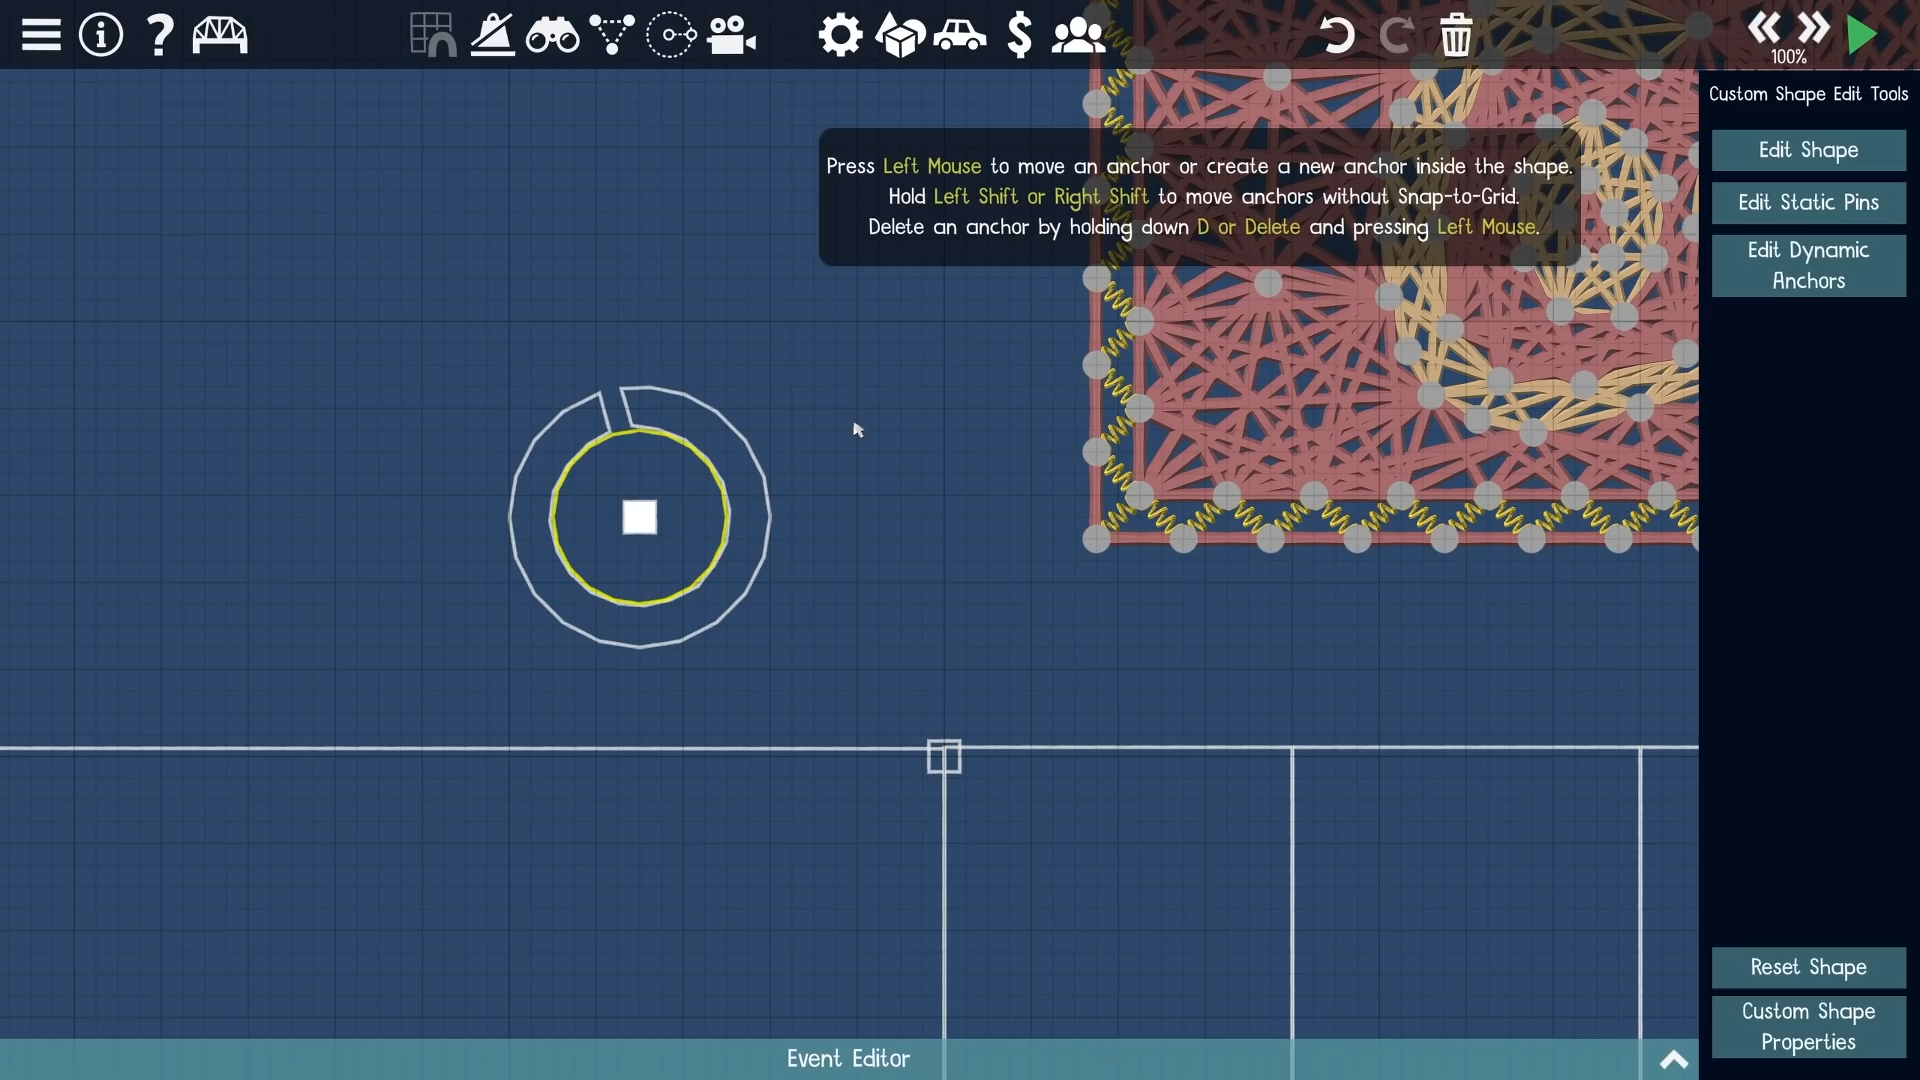 100%
Custom Shape Edit Tools
Press Left Mouse to move an anchor or create a new anchor inside the shape.
Hold Left Shift or Right Shift to move anchors without Snap-to-Grid.
Delete an anchor by holding down D or Delete and pressing Left Mouse.
Edit Shape
Edit Static Pins
Edit Dynamic
Anchors
Reset Shape
Custom Shape
Properties
Event Editor